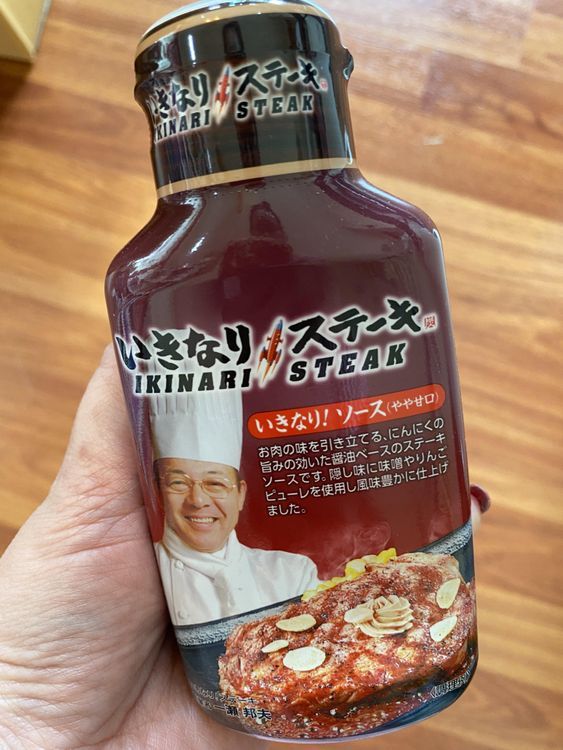 いきなりステーキ
IKINARI STEAK
いきなりステーキ
IKINARI STEAK
いきなり!ソース(やや甘口)
お肉の味を引き立てる、にんにくの
旨みの効いた醤油ベースのステーキ
ソースです。隠し味に味噌やりんご
ピューレを使用し風味豊かに仕上げ
ました。
邦夫